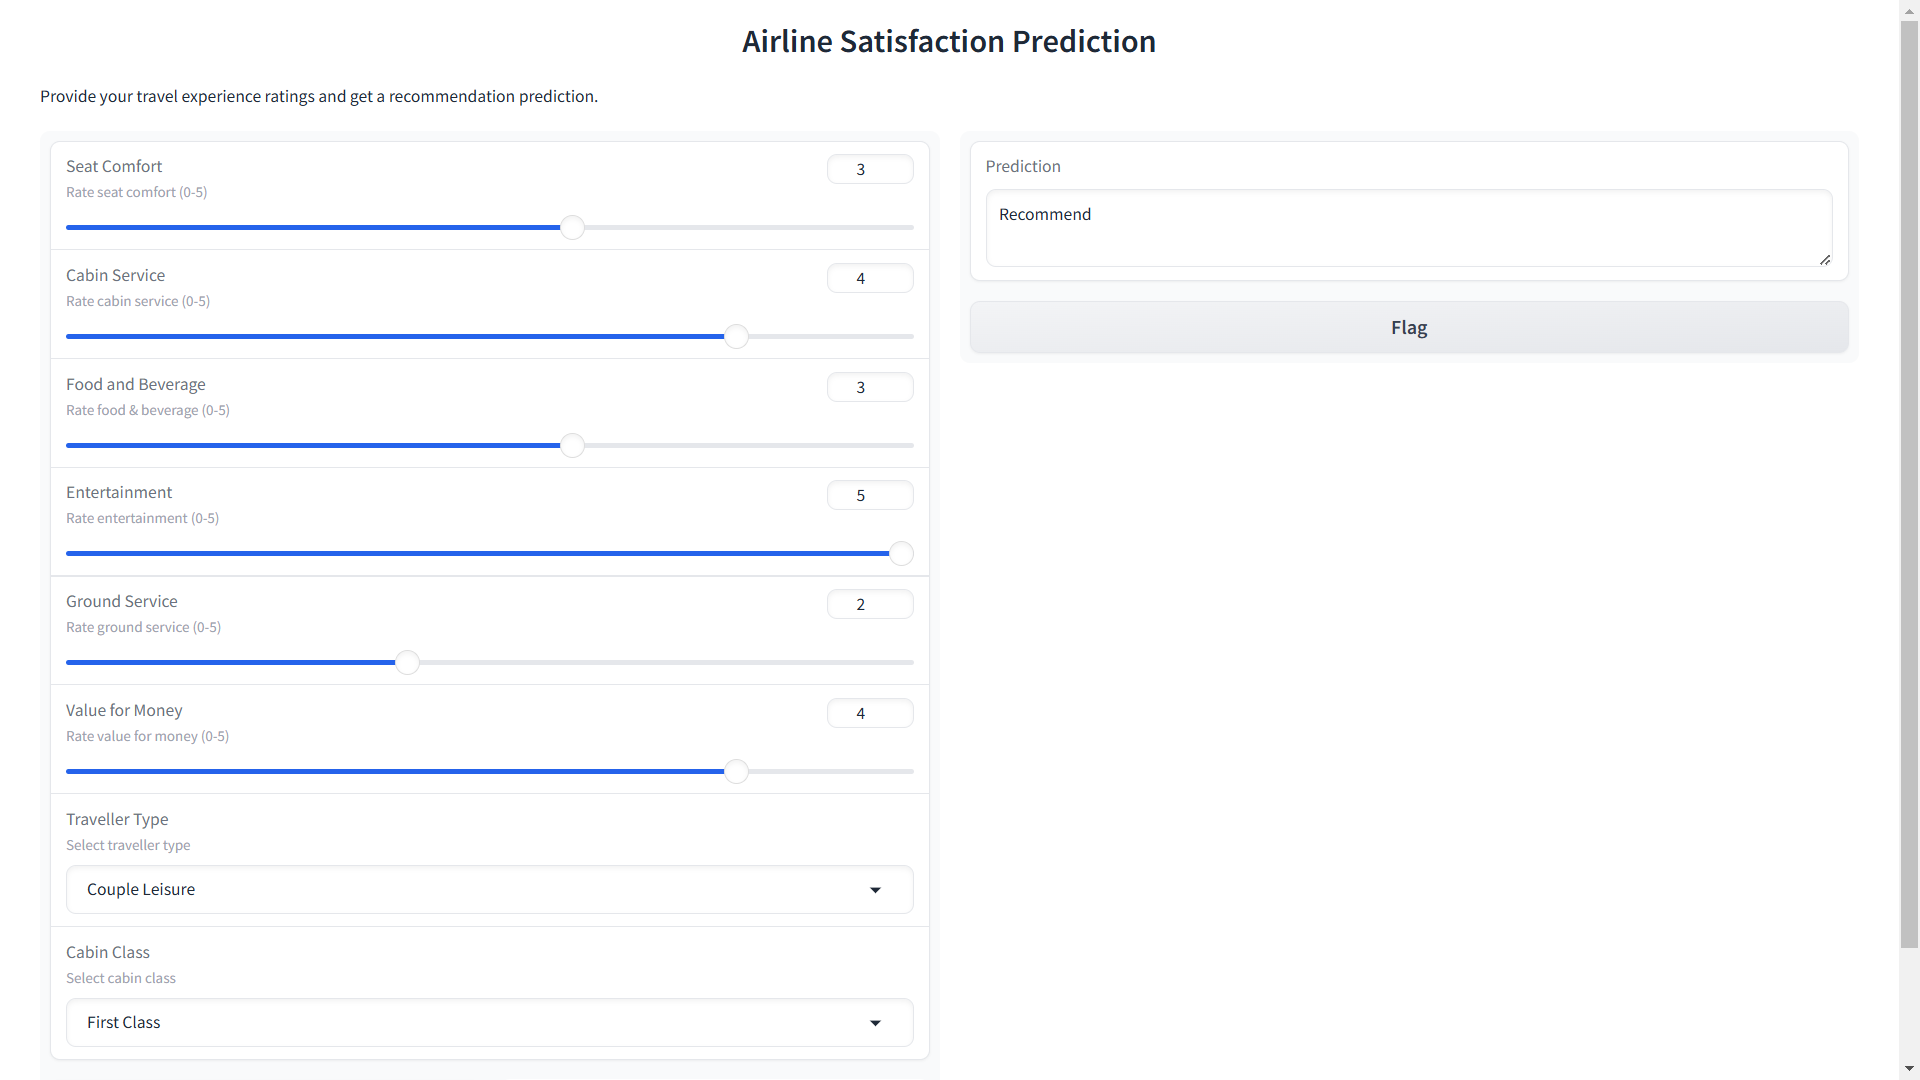 Airline Satisfaction Prediction
Provide your travel experience ratings and get a recommendation prediction.
Seat Comfort
3
Rate seat comfort (0-5)
Cabin Service
4
Rate cabin service (0-5)
Food and Beverage
3
Rate food & beverage (0-5)
Entertainment
5
Rate entertainment (0-5)
Ground Service
2
Rate ground service (0-5)
Value for Money
4
Rate value for money (0-5)
Traveller Type
Select traveller type
Couple Leisure
Cabin Class
Select cabin class
First Class
Prediction
Recommend
Flag